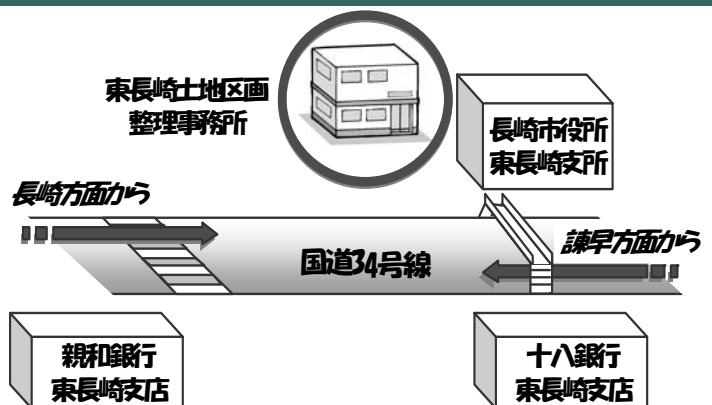 東長崎土地区画
整理事務所
長崎市役所
東長崎支所
長崎方面から
諫早方面から
国道34号線
親和銀行
東長崎支店
十八銀行
東長崎支店